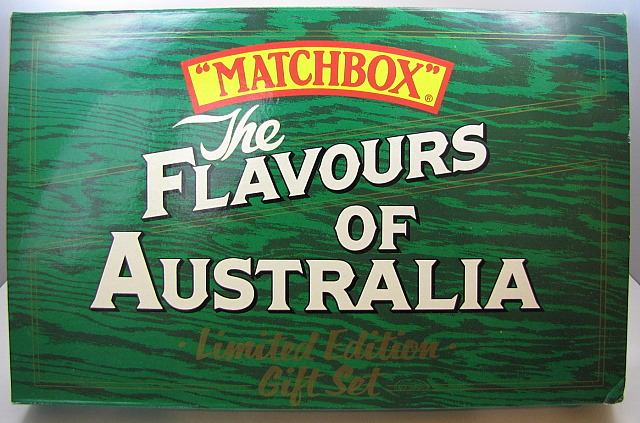 "MATCHBOX"®
The
FLAVOURS
OF
AUSTRALIA
· Limited Edition ·
Gift Set